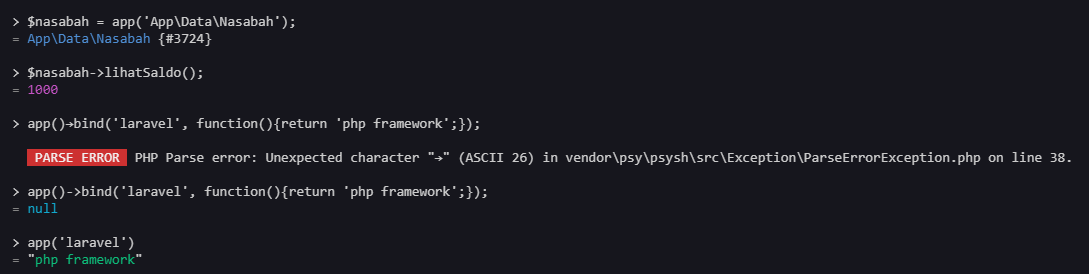 > $nasabah = app('App\Data\Nasabah');
= App\Data\Nasabah {#3724}
> $nasabah->lihatSaldo();
= 1000
> app()→bind('laravel', function(){return 'php framework';});
PARSE ERROR PHP Parse error: Unexpected character "→" (ASCII 26) in vendor\psy\psysh\src\Exception\ParseErrorException.php on line 38.
> app()->bind('laravel', function(){return 'php framework';});
= null
> app('laravel')
= "php framework"